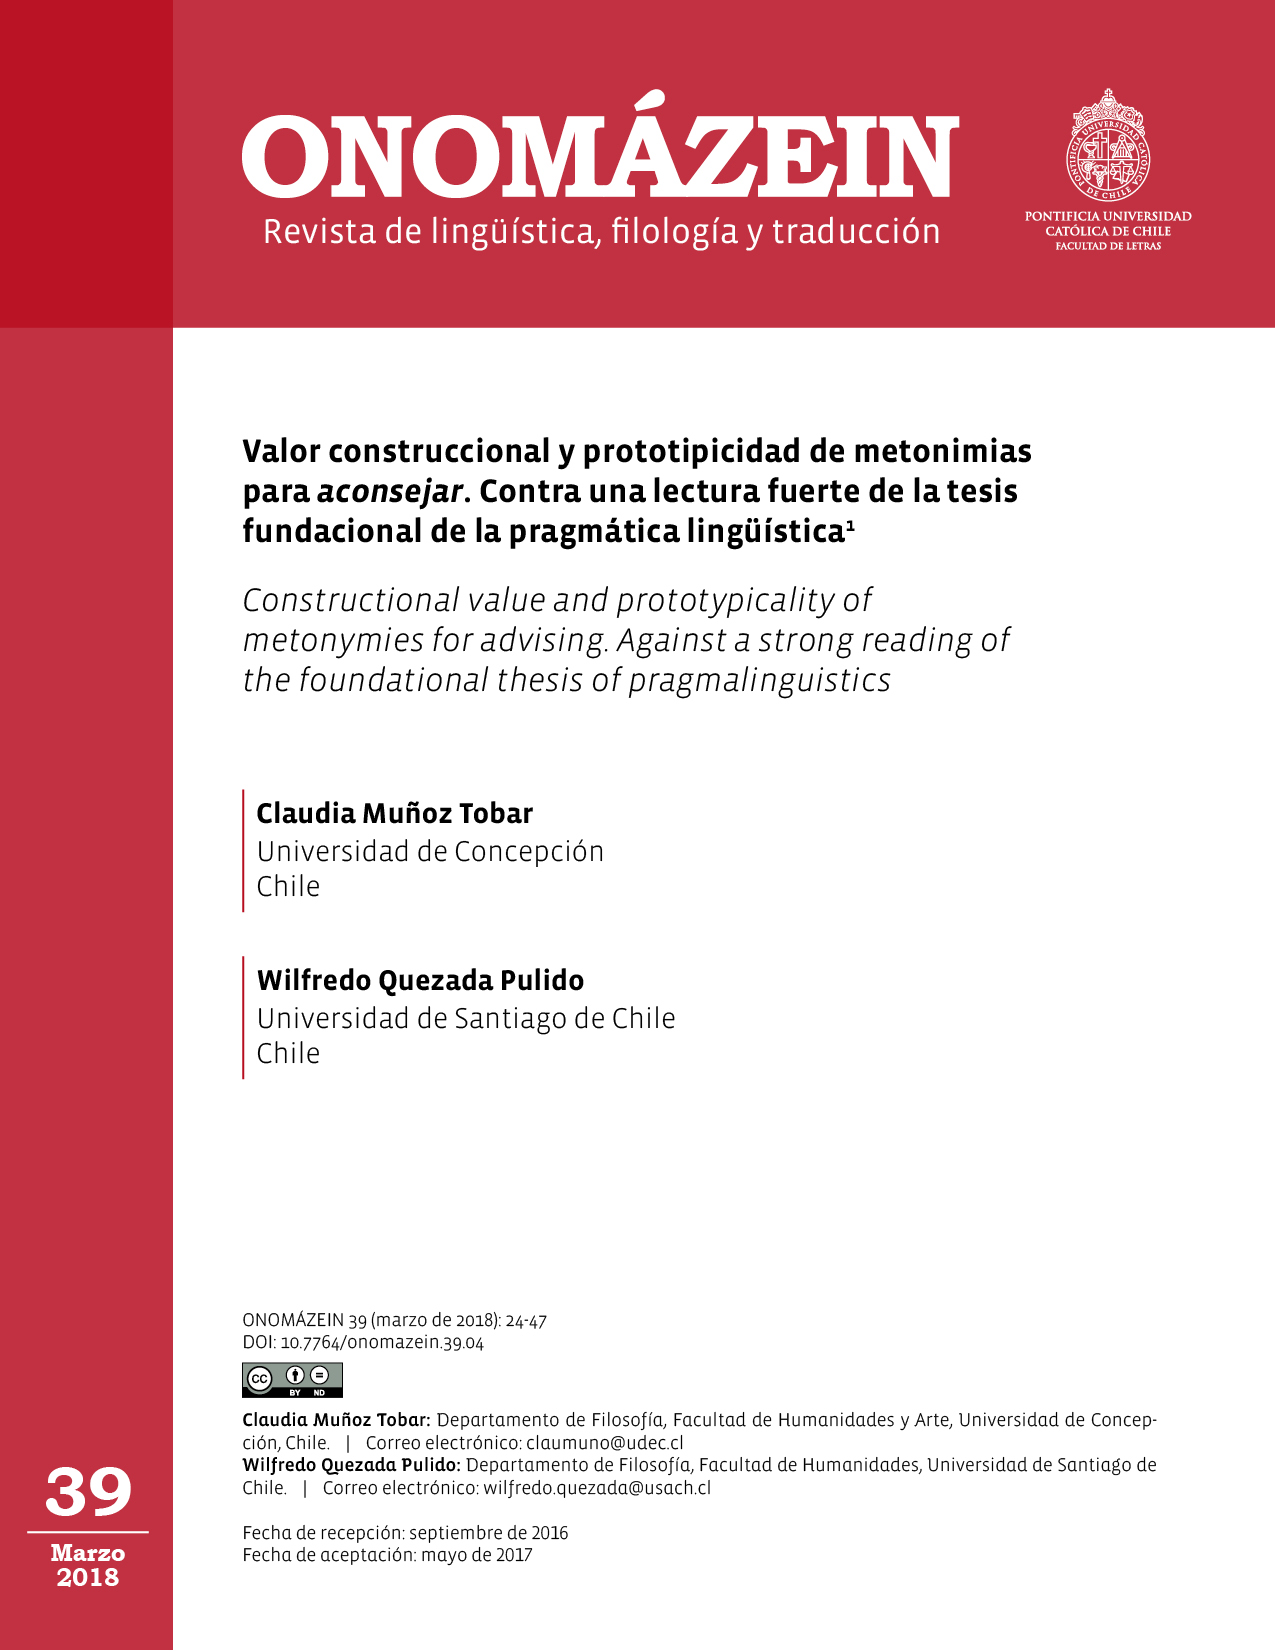 ONOMÁZEIN
Revista de lingüística, filología y traducción
PONTIFICIA UNIVERSIDAD CATÓLICA DE CHILE
PONTIFICIA UNIVERSIDAD
CATÓLICA DE CHILE
FACULTAD DE LETRAS
Valor construccional y prototipicidad de metonimias
para aconsejar. Contra una lectura fuerte de la tesis
fundacional de la pragmática lingüística¹
Constructional value and prototypicality of
metonymies for advising. Against a strong reading of
the foundational thesis of pragmalinguistics
Claudia Muñoz Tobar
Universidad de Concepción
Chile
Wilfredo Quezada Pulido
Universidad de Santiago de Chile
Chile
ONOMÁZEIN 39 (marzo de 2018): 24-47
DOI: 10.7764/onomazein.39.04
cc BY ND
Claudia Muñoz Tobar: Departamento de Filosofía, Facultad de Humanidades y Arte, Universidad de Concep-
ción, Chile. | Correo electrónico: claumuno@udec.cl
Wilfredo Quezada Pulido: Departamento de Filosofía, Facultad de Humanidades, Universidad de Santiago de
Chile. | Correo electrónico: wilfredo.quezada@usach.cl
Fecha de recepción: septiembre de 2016
Fecha de aceptación: mayo de 2017
39
Marzo
2018